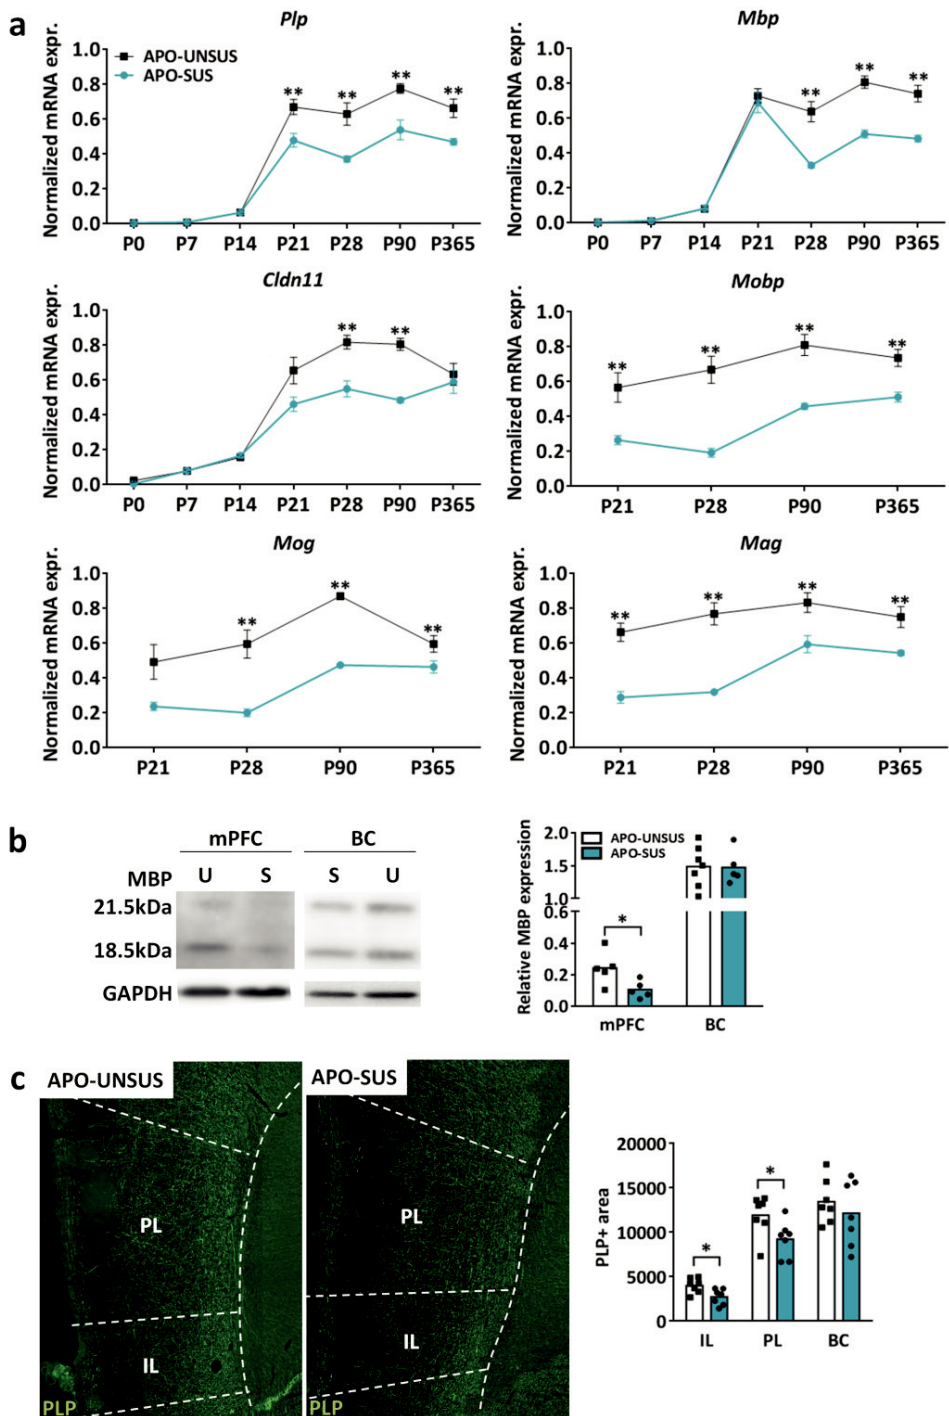 a
Plp
Normalized mRNA expr.
1.0
0.8
0.6
0.4
0.2
0.0
APO-UNSUS
APO-SUS
** ** ** **
P0 P7 P14 P21 P28 P90 P365
Mbp
Normalized mRNA expr.
1.0
0.8
0.6
0.4
0.2
0.0
** ** **
P0 P7 P14 P21 P28 P90 P365
Cldn11
Normalized mRNA expr.
1.0
0.8
0.6
0.4
0.2
0.0
** **
P0 P7 P14 P21 P28 P90 P365
Mobp
Normalized mRNA expr.
1.0
0.8
0.6
0.4
0.2
0.0
** ** ** **
P21 P28 P90 P365
Mog
Normalized mRNA expr.
1.0
0.8
0.6
0.4
0.2
0.0
** ** **
P21 P28 P90 P365
Mag
Normalized mRNA expr.
1.0
0.8
0.6
0.4
0.2
0.0
** ** ** **
P21 P28 P90 P365
b
mPFC BC
MBP U S S U
21.5kDa
18.5kDa
GAPDH
Relative MBP expression
2.0
1.5
1.0
0.6
0.4
0.2
0.0
APO-UNSUS
APO-SUS
*
mPFC BC
c
APO-UNSUS
PL
IL
PLP
APO-SUS
PL
IL
PLP
PLP+ area
20000
15000
10000
5000
0
* *
IL PL BC